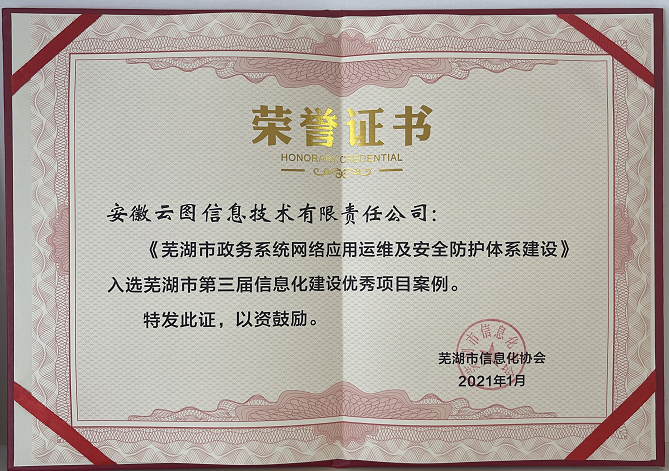 荣誉证书
HONORARY CREDENTIAL
安徽云图信息技术有限责任公司：
《芜湖市政务系统网络应用运维及安全防护体系建设》
入选芜湖市第三届信息化建设优秀项目案例。
特发此证，以资鼓励。
芜湖市信息化协会
2021年1月